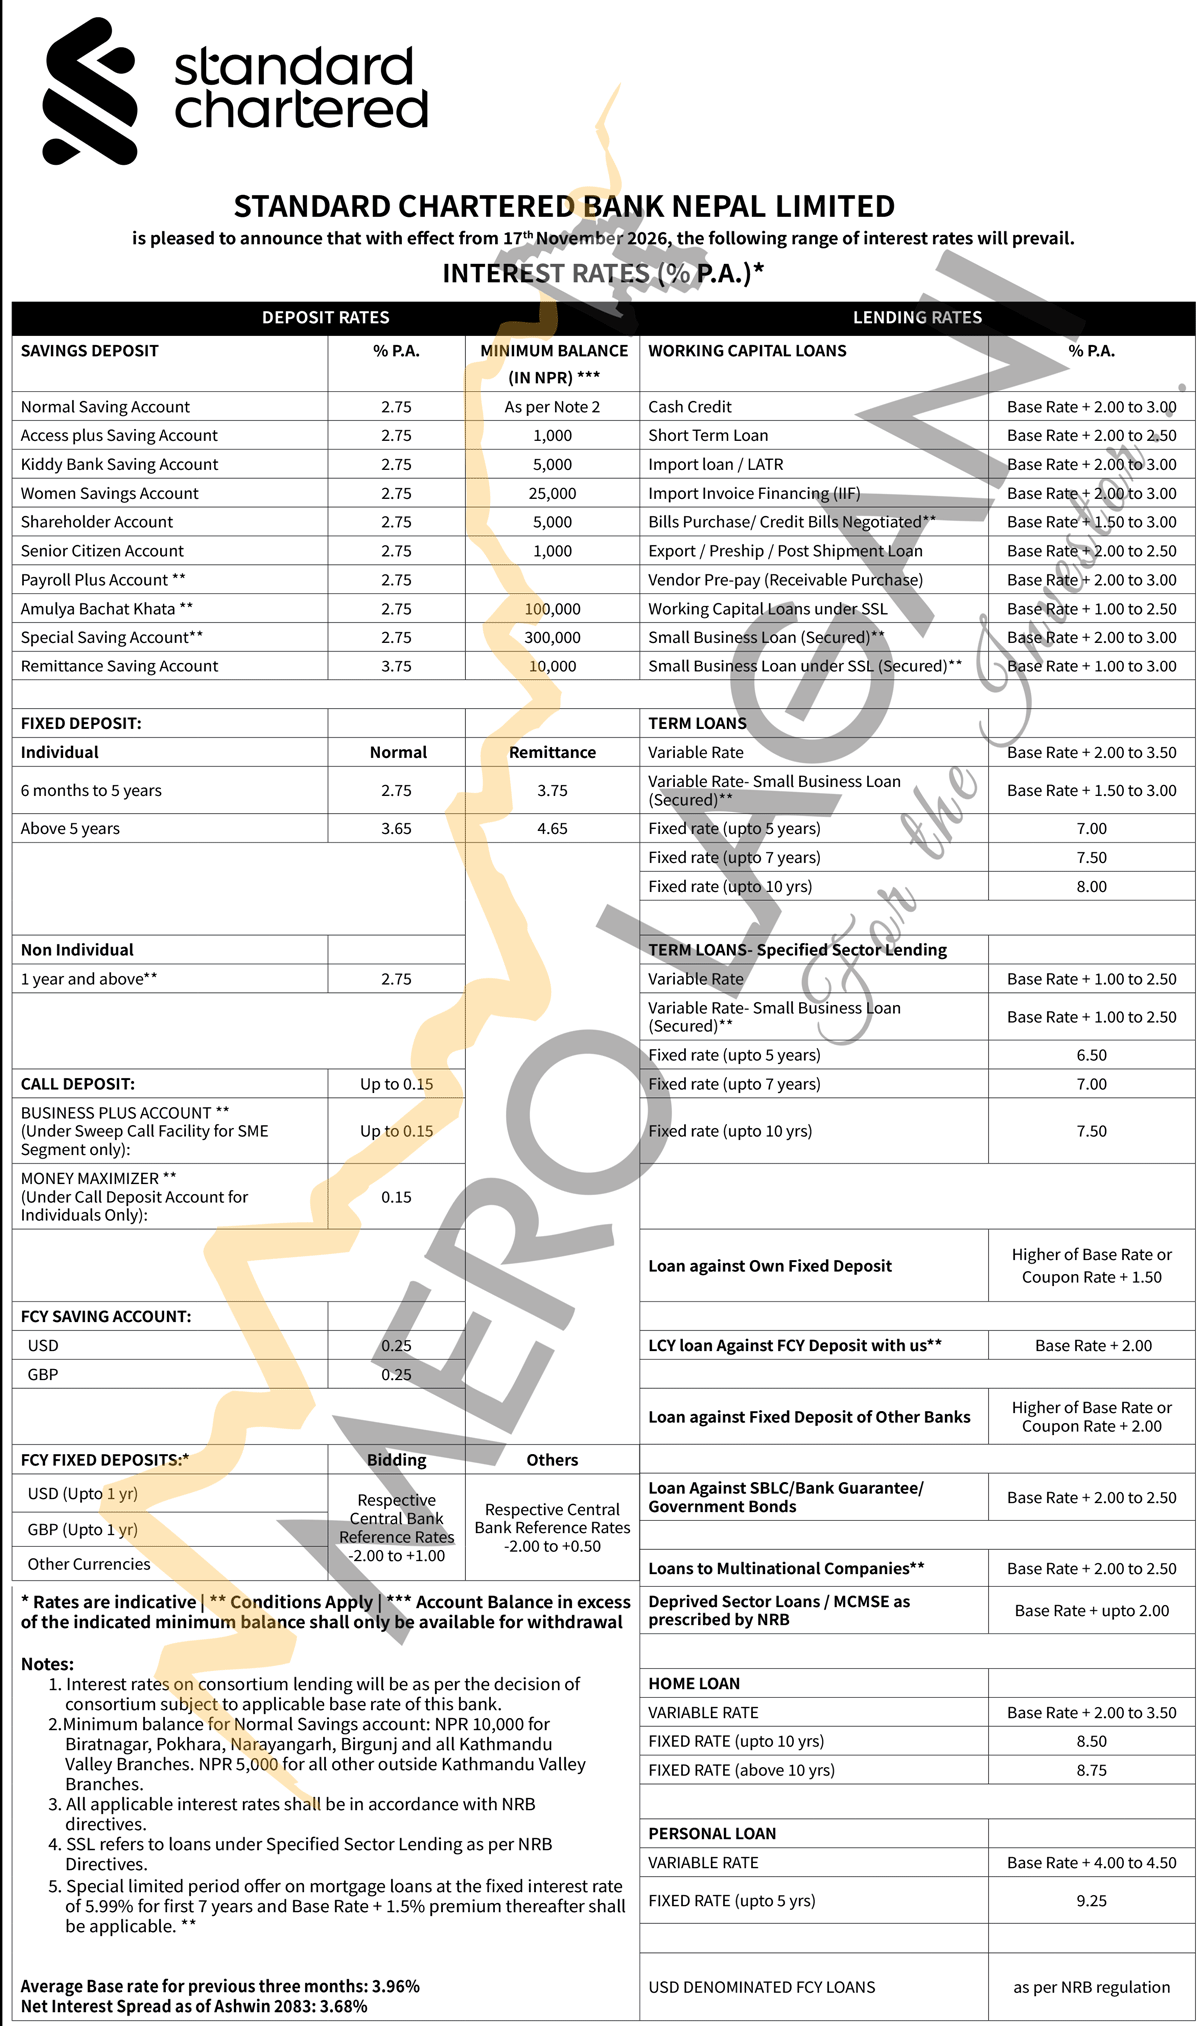 standard
chartered
STANDARD CHARTERED BANK NEPAL LIMITED
is pleased to announce that with effect from 17th November 2026, the following range of interest rates will prevail.
INTEREST RATES (% P.A.)*
DEPOSIT RATES
SAVINGS DEPOSIT % P.A. MINIMUM BALANCE
(IN NPR) ***
Normal Saving Account 2.75 As per Note 2
Access plus Saving Account 2.75 1,000
Kiddy Bank Saving Account 2.75 5,000
Women Savings Account 2.75 25,000
Shareholder Account 2.75 5,000
Senior Citizen Account 2.75 1,000
Payroll Plus Account ** 2.75
Amulya Bachat Khata ** 2.75 100,000
Special Saving Account** 2.75 300,000
Remittance Saving Account 3.75 10,000
FIXED DEPOSIT:
Individual Normal Remittance
6 months to 5 years 2.75 3.75
Above 5 years 3.65 4.65
Non Individual
1 year and above** 2.75
CALL DEPOSIT: Up to 0.15
BUSINESS PLUS ACCOUNT **
(Under Sweep Call Facility for SME
Segment only):
Up to 0.15
MONEY MAXIMIZER **
(Under Call Deposit Account for
Individuals Only):
0.15
FCY SAVING ACCOUNT:
USD 0.25
GBP 0.25
FCY FIXED DEPOSITS:* Bidding Others
USD (Upto 1 yr)
GBP (Upto 1 yr)
Other Currencies
Respective
Central Bank
Reference Rates
-2.00 to +1.00
Respective Central
Bank Reference Rates
-2.00 to +0.50
* Rates are indicative | ** Conditions Apply | *** Account Balance in excess
of the indicated minimum balance shall only be available for withdrawal
Notes:
1. Interest rates on consortium lending will be as per the decision of
consortium subject to applicable base rate of this bank.
2.Minimum balance for Normal Savings account: NPR 10,000 for
Biratnagar, Pokhara, Narayangarh, Birgunj and all Kathmandu
Valley Branches. NPR 5,000 for all other outside Kathmandu Valley
Branches.
3. All applicable interest rates shall be in accordance with NRB
directives.
4. SSL refers to loans under Specified Sector Lending as per NRB
Directives.
5. Special limited period offer on mortgage loans at the fixed interest rate
of 5.99% for first 7 years and Base Rate + 1.5% premium thereafter shall
be applicable. **
Average Base rate for previous three months: 3.96%
Net Interest Spread as of Ashwin 2083: 3.68%
LENDING RATES
WORKING CAPITAL LOANS % P.A.
Cash Credit Base Rate + 2.00 to 3.00
Short Term Loan Base Rate + 2.00 to 2.50
Import loan / LATR Base Rate + 2.00 to 3.00
Import Invoice Financing (IIF) Base Rate + 2.00 to 3.00
Bills Purchase/ Credit Bills Negotiated** Base Rate + 1.50 to 3.00
Export / Preship / Post Shipment Loan Base Rate + 2.00 to 2.50
Vendor Pre-pay (Receivable Purchase) Base Rate + 2.00 to 3.00
Working Capital Loans under SSL Base Rate + 1.00 to 2.50
Small Business Loan (Secured)** Base Rate + 2.00 to 3.00
Small Business Loan under SSL (Secured)** Base Rate + 1.00 to 3.00
TERM LOANS
Variable Rate Base Rate + 2.00 to 3.50
Variable Rate- Small Business Loan
(Secured)**
Base Rate + 1.50 to 3.00
Fixed rate (upto 5 years) 7.00
Fixed rate (upto 7 years) 7.50
Fixed rate (upto 10 yrs) 8.00
TERM LOANS- Specified Sector Lending
Variable Rate Base Rate + 1.00 to 2.50
Variable Rate- Small Business Loan
(Secured)**
Base Rate + 1.00 to 2.50
Fixed rate (upto 5 years) 6.50
Fixed rate (upto 7 years) 7.00
Fixed rate (upto 10 yrs) 7.50
Loan against Own Fixed Deposit
Higher of Base Rate or
Coupon Rate + 1.50
LCY loan Against FCY Deposit with us** Base Rate + 2.00
Loan against Fixed Deposit of Other Banks
Higher of Base Rate or
Coupon Rate + 2.00
Loan Against SBLC/Bank Guarantee/
Government Bonds
Base Rate + 2.00 to 2.50
Loans to Multinational Companies** Base Rate + 2.00 to 2.50
Deprived Sector Loans / MCMSE as
prescribed by NRB
Base Rate + upto 2.00
HOME LOAN
VARIABLE RATE Base Rate + 2.00 to 3.50
FIXED RATE (upto 10 yrs) 8.50
FIXED RATE (above 10 yrs) 8.75
PERSONAL LOAN
VARIABLE RATE Base Rate + 4.00 to 4.50
FIXED RATE (upto 5 yrs) 9.25
USD DENOMINATED FCY LOANS as per NRB regulation
MERO LAGANI
For the Investor...